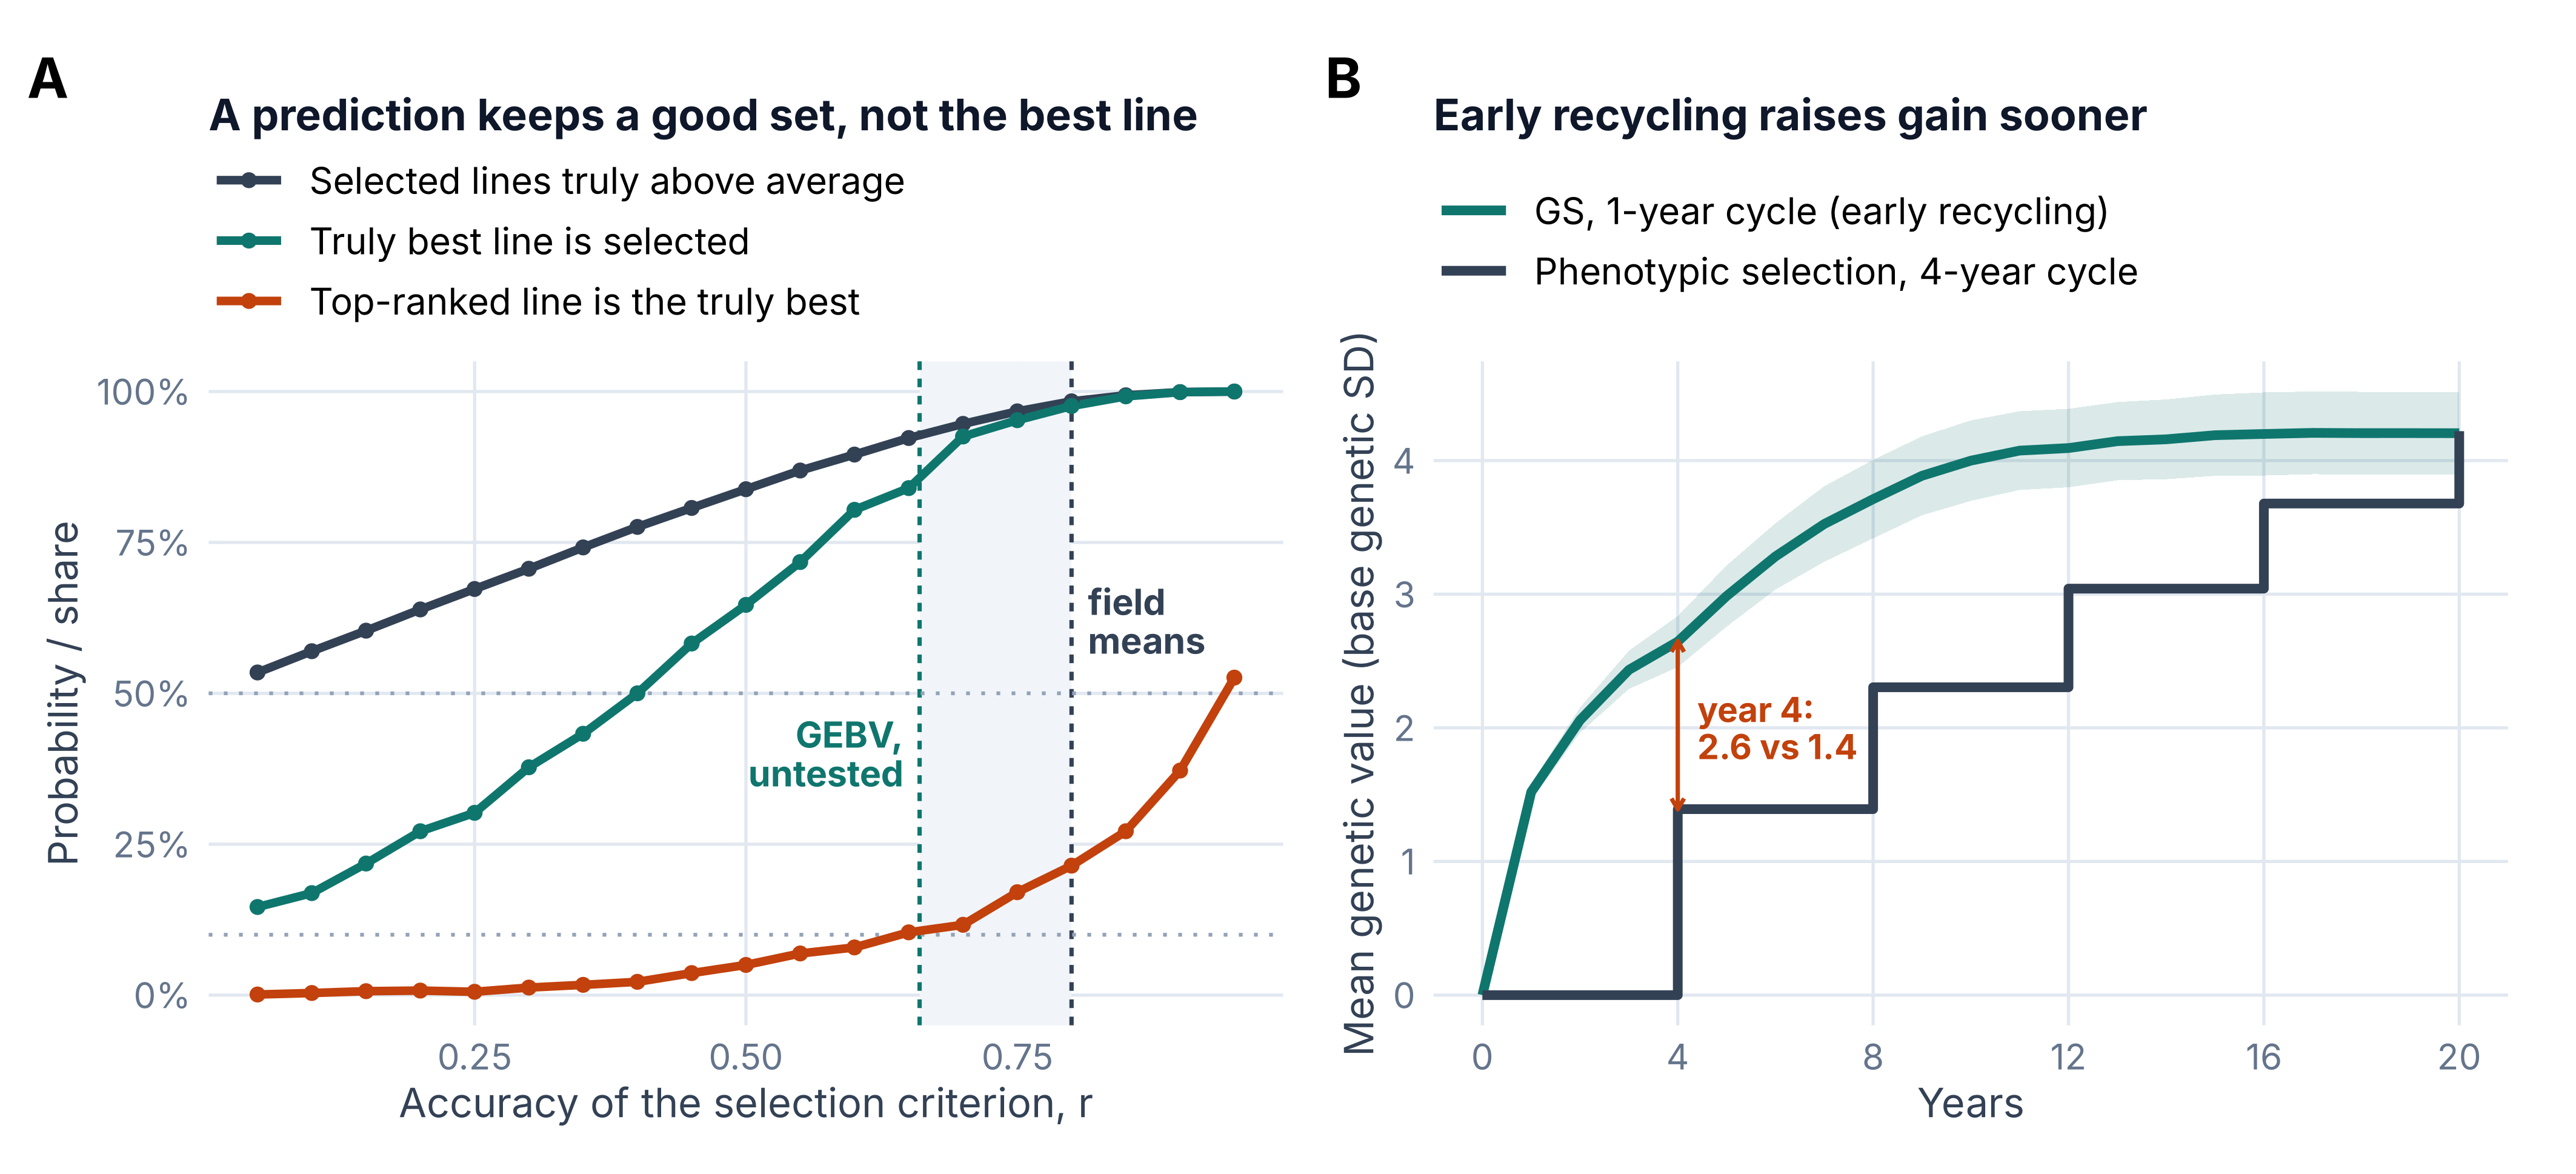 A
A prediction keeps a good set, not the best line
Selected lines truly above average
Truly best line is selected
Top-ranked line is the truly best
Probability / share
100%
75%
50%
25%
0%
GEBV,
untested
field
means
0.25
0.50
0.75
Accuracy of the selection criterion, r
B
Early recycling raises gain sooner
GS, 1-year cycle (early recycling)
Phenotypic selection, 4-year cycle
Mean genetic value (base genetic SD)
4
3
2
1
0
year 4:
2.6 vs 1.4
0
4
8
12
16
20
Years